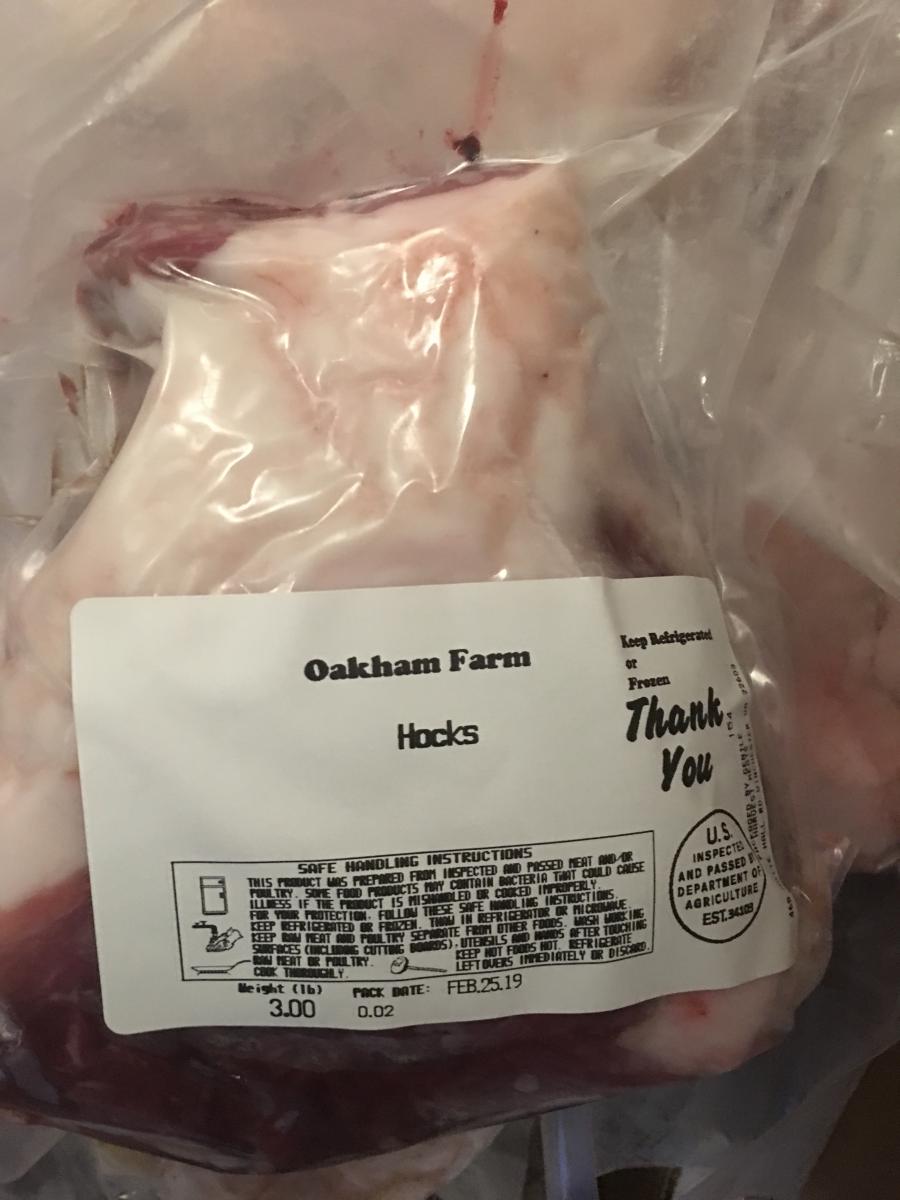 Oakham Farm
Hocks
Keep Refrigerated
or
Frozen
Thank
You
SAFE HANDLING INSTRUCTIONS
THIS PRODUCT WAS PREPARED FROM INSPECTED AND PASSED MEAT AND/OR
POULTRY. SOME FOOD PRODUCTS MAY CONTAIN BACTERIA THAT COULD CAUSE
ILLNESS IF THE PRODUCT IS MISHANDLED OR COOKED IMPROPERLY.
FOR YOUR PROTECTION, FOLLOW THESE SAFE HANDLING INSTRUCTIONS.
KEEP REFRIGERATED OR FROZEN. THAW IN REFRIGERATOR OR MICROWAVE.
KEEP RAW MEAT AND POULTRY SEPARATE FROM OTHER FOODS. WASH WORKING
SURFACES (INCLUDING CUTTING BOARDS), UTENSILS AND HANDS AFTER TOUCHING
RAW MEAT OR POULTRY. KEEP HOT FOODS HOT. REFRIGERATE
COOK THOROUGHLY. LEFTOVERS IMMEDIATELY OR DISCARD.
Weight (lb) PACK DATE: FEB.25.19
3.00 0.02
U.S.
INSPECTED
AND PASSED BY
DEPARTMENT OF
AGRICULTURE
EST.34103